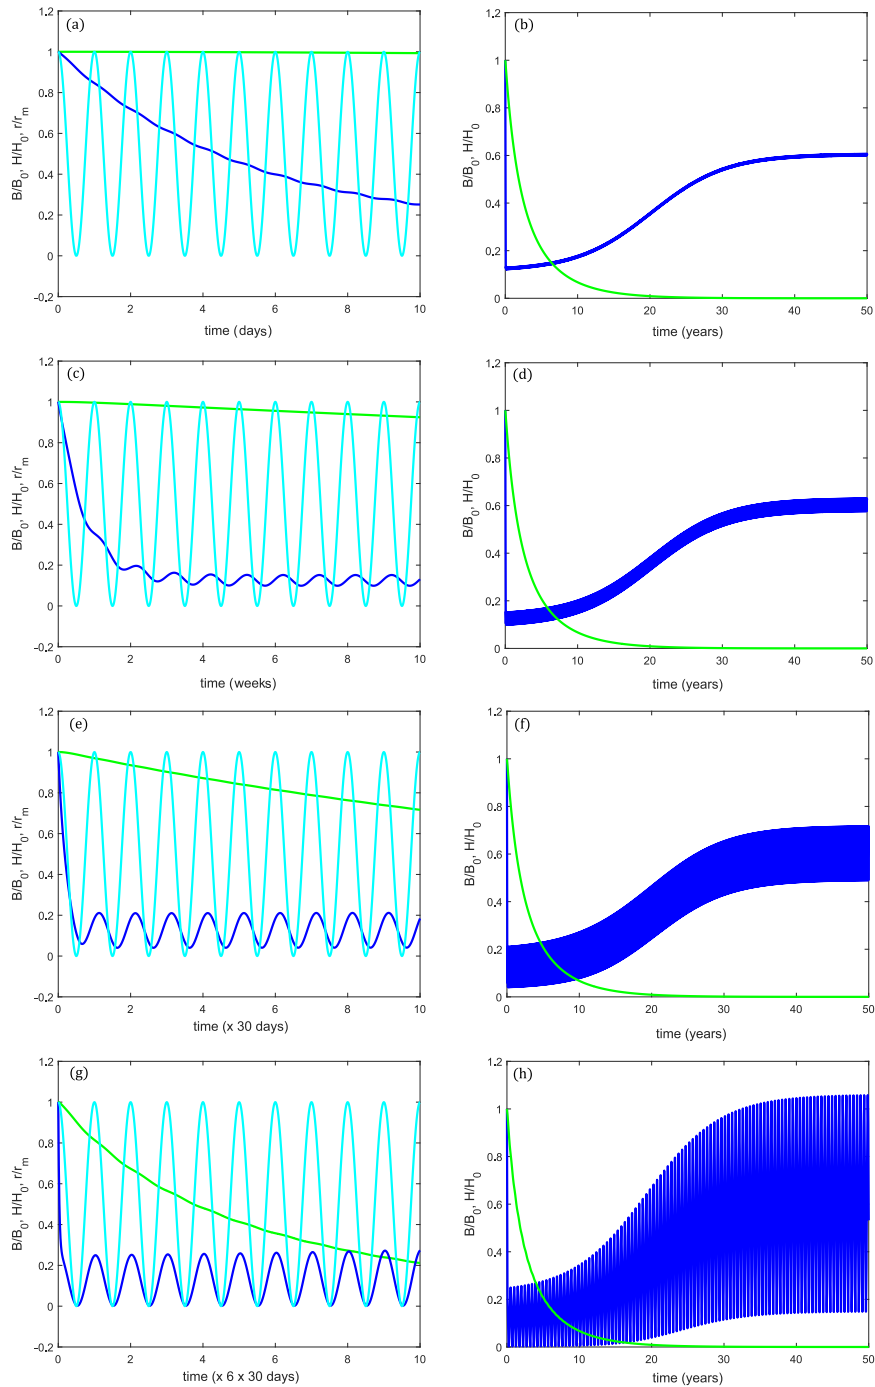 (a)
1.2
1
0.8
0.6
0.4
0.2
0
-0.2
B/B0, H/H0, r/rm
0 2 4 6 8 10
time (days)
(b)
1.2
1
0.8
0.6
0.4
0.2
0
B/B0, H/H0
0 10 20 30 40 50
time (years)
(c)
1.2
1
0.8
0.6
0.4
0.2
0
-0.2
B/B0, H/H0, r/rm
0 2 4 6 8 10
time (weeks)
(d)
1.2
1
0.8
0.6
0.4
0.2
0
B/B0, H/H0
0 10 20 30 40 50
time (years)
(e)
1.2
1
0.8
0.6
0.4
0.2
0
-0.2
B/B0, H/H0, r/rm
0 2 4 6 8 10
time (x 30 days)
(f)
1.2
1
0.8
0.6
0.4
0.2
0
B/B0, H/H0
0 10 20 30 40 50
time (years)
(g)
1.2
1
0.8
0.6
0.4
0.2
0
-0.2
B/B0, H/H0, r/rm
0 2 4 6 8 10
time (x 6 x 30 days)
(h)
1.2
1
0.8
0.6
0.4
0.2
0
B/B0, H/H0
0 10 20 30 40 50
time (years)